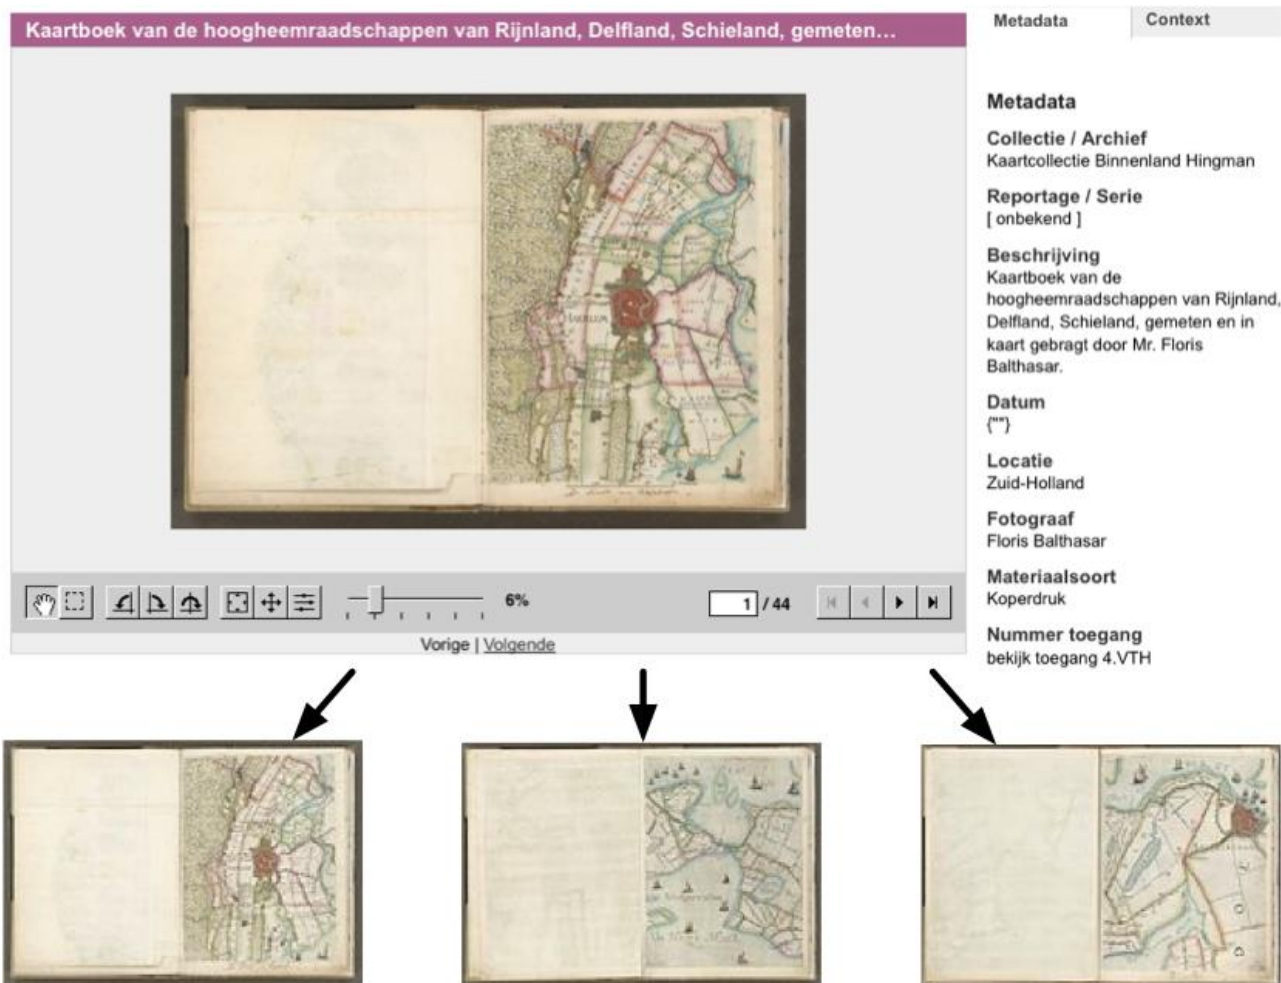 Kaartboek van de hoogheemraadschappen van Rijnland, Delfland, Schieland, gemeten...
Metadata
Context
Metadata
Collectie / Archief
Kaartcollectie Binnenland Hingman
Reportage / Serie
[ onbekend ]
Beschrijving
Kaartboek van de
hoogheemraadschappen van Rijnland,
Delfland, Schieland, gemeten en in
kaart gebragt door Mr. Floris
Balthasar.
Datum
{""}
Locatie
Zuid-Holland
Fotograaf
Floris Balthasar
Materiaalsoort
Koperdruk
Nummer toegang
bekijk toegang 4.VTH
HAERLEM
6%
1 / 44
Vorige | Volgende